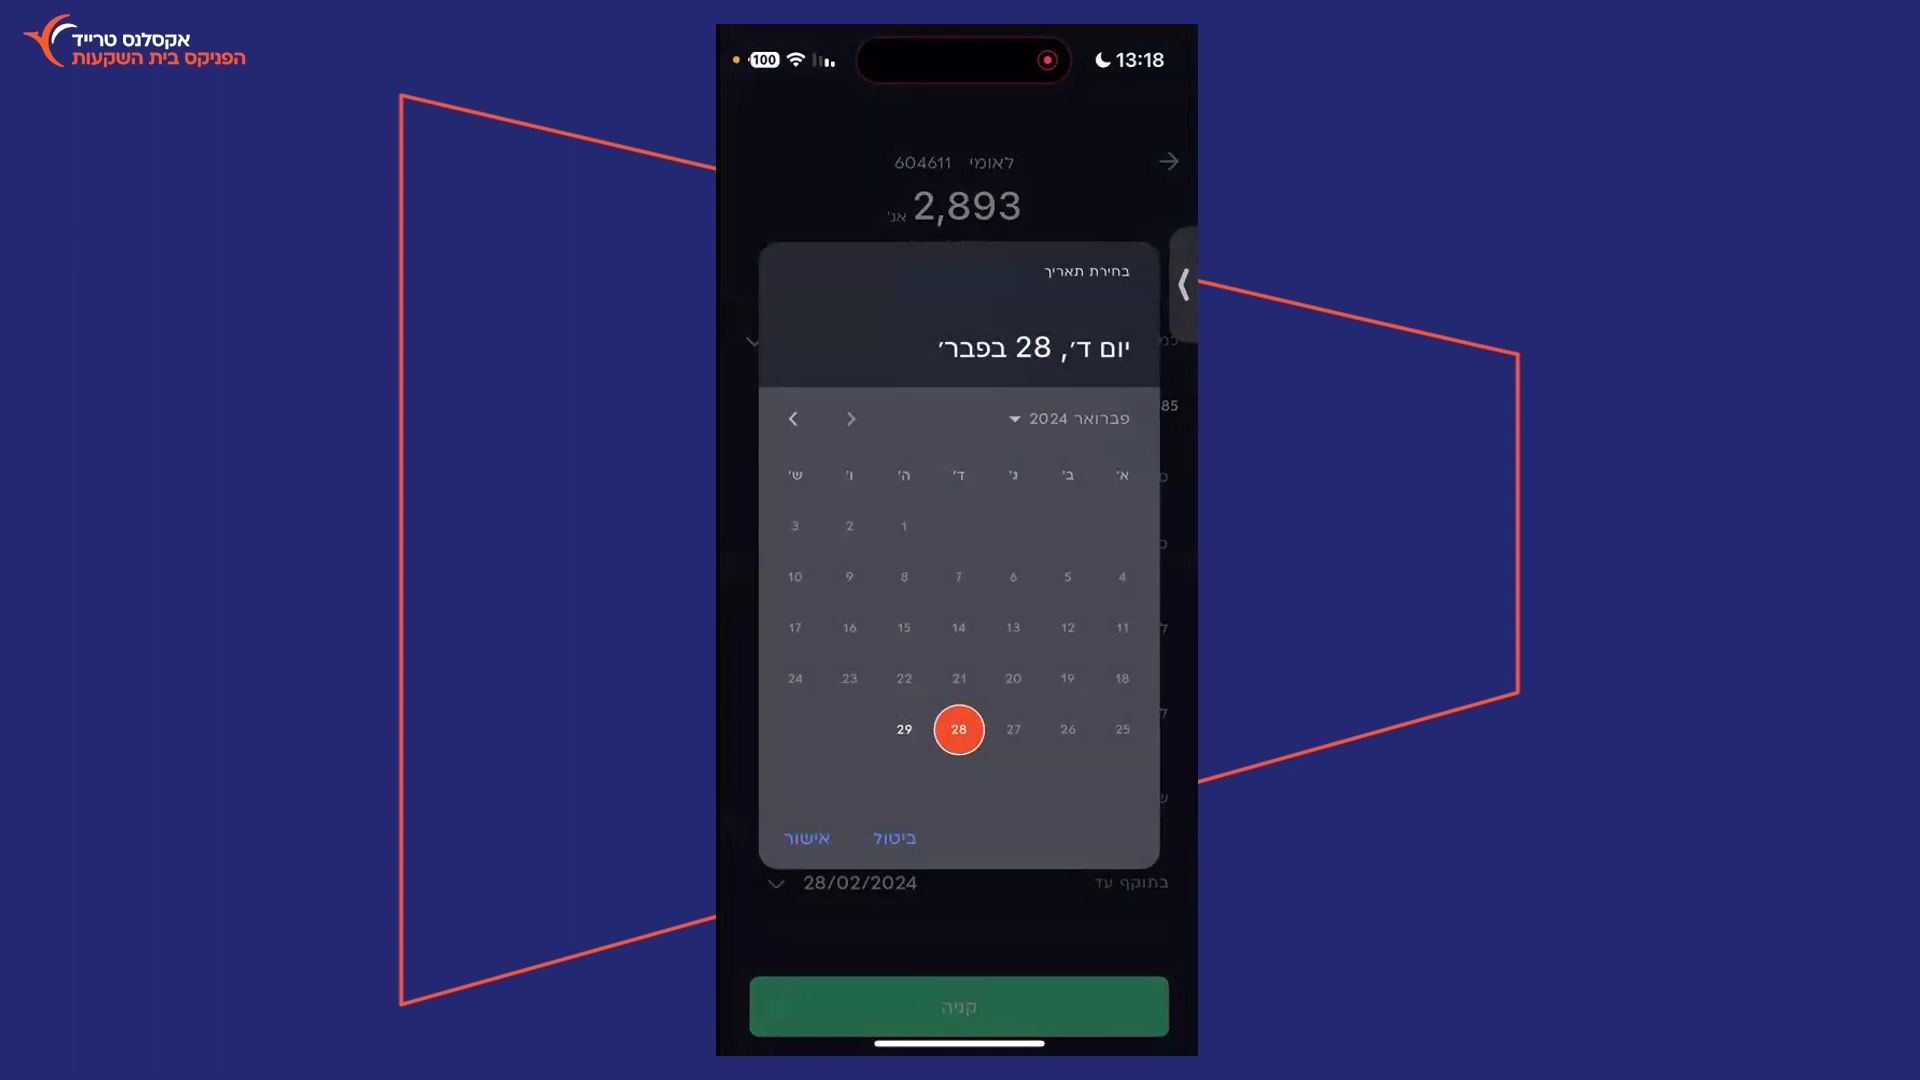 אקסלנס טרייד
הפניקס בית השקעות
100
13:18
לאומי 604611
2,893 אג'
בחירת תאריך
יום ד׳, 28 בפבר׳
85
פברואר 2024
א׳ ב׳ ג׳ ד׳ ה׳ ו׳ ש׳
1 2 3
4 5 6 7 8 9 10
11 12 13 14 15 16 17
18 19 20 21 22 23 24
25 26 27 28 29
ביטול אישור
בתוקף עד 28/02/2024
קניה